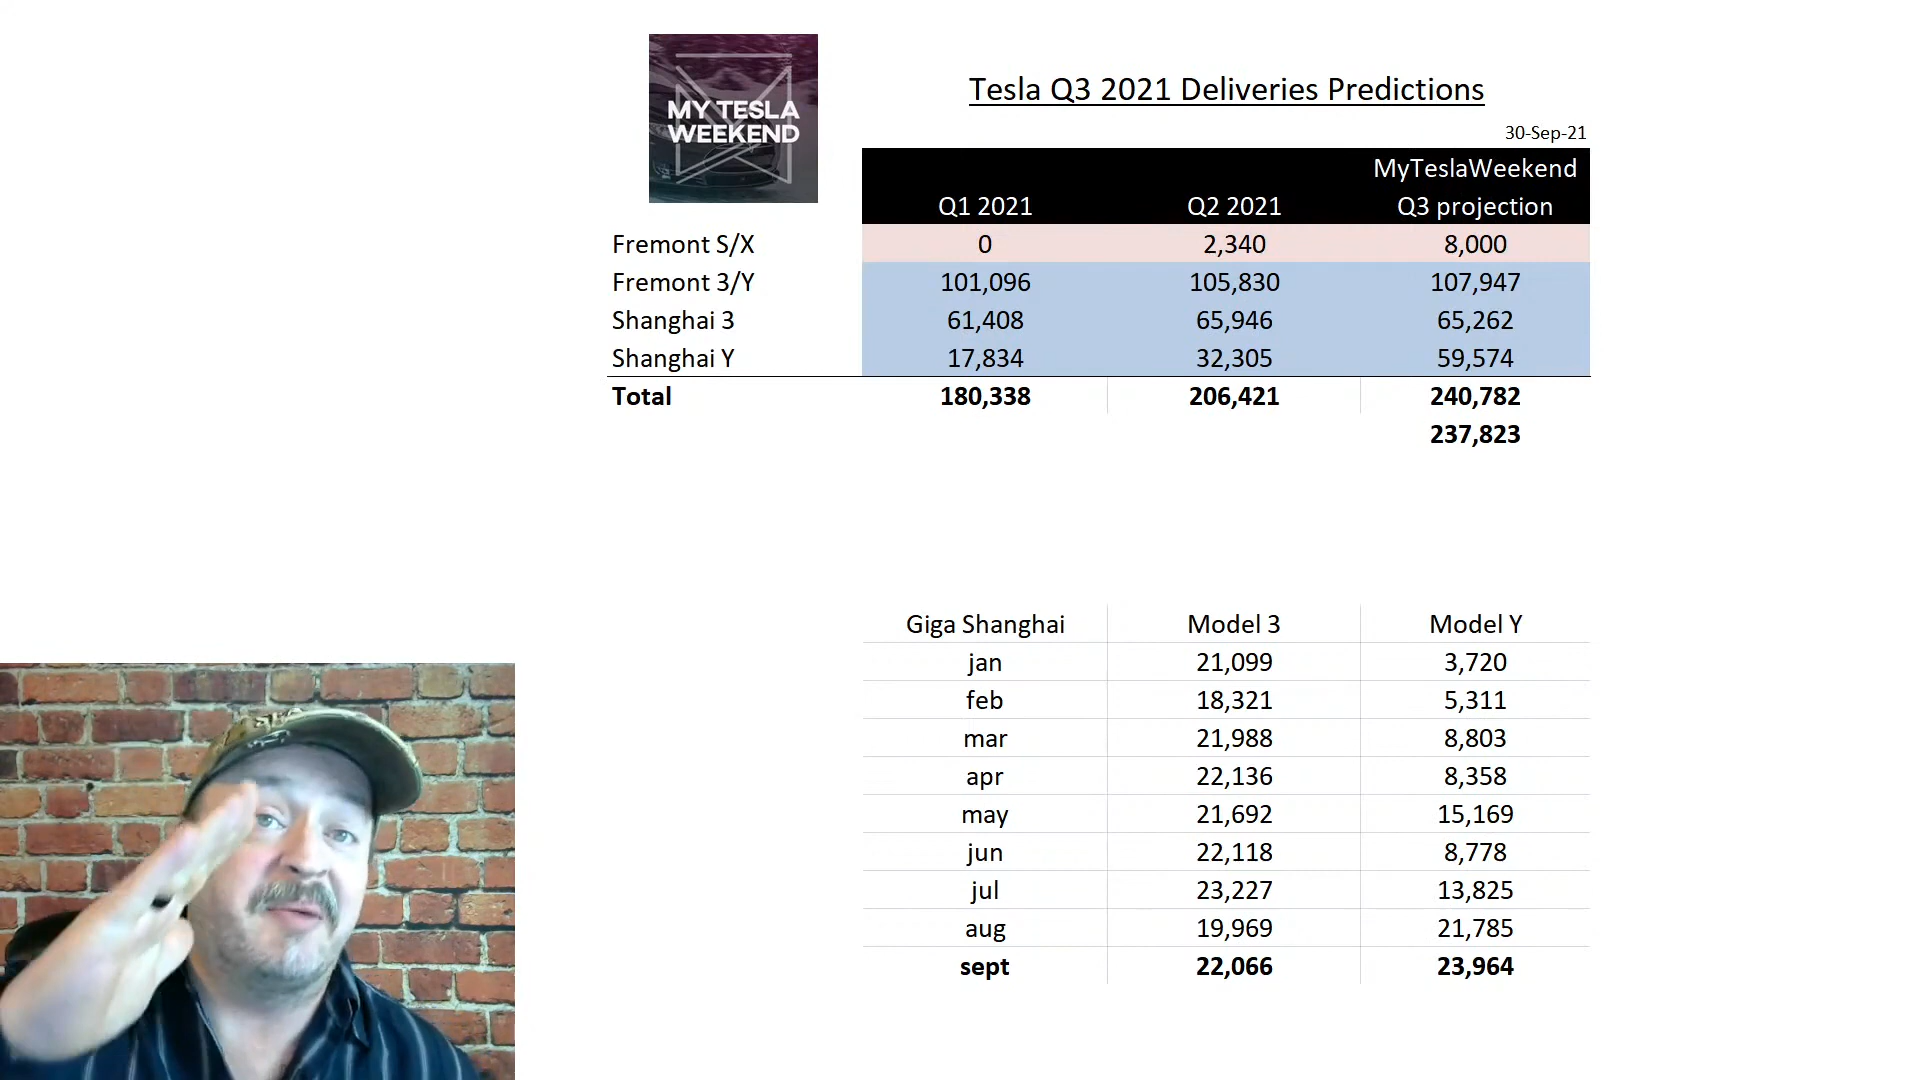 MY TESLA
WEEKEND
Tesla Q3 2021 Deliveries Predictions
30-Sep-21
MyTeslaWeekend
Q1 2021 Q2 2021 Q3 projection
Fremont S/X 0 2,340 8,000
Fremont 3/Y 101,096 105,830 107,947
Shanghai 3 61,408 65,946 65,262
Shanghai Y 17,834 32,305 59,574
Total 180,338 206,421 240,782
237,823
Giga Shanghai Model 3 Model Y
jan 21,099 3,720
feb 18,321 5,311
mar 21,988 8,803
apr 22,136 8,358
may 21,692 15,169
jun 22,118 8,778
jul 23,227 13,825
aug 19,969 21,785
sept 22,066 23,964